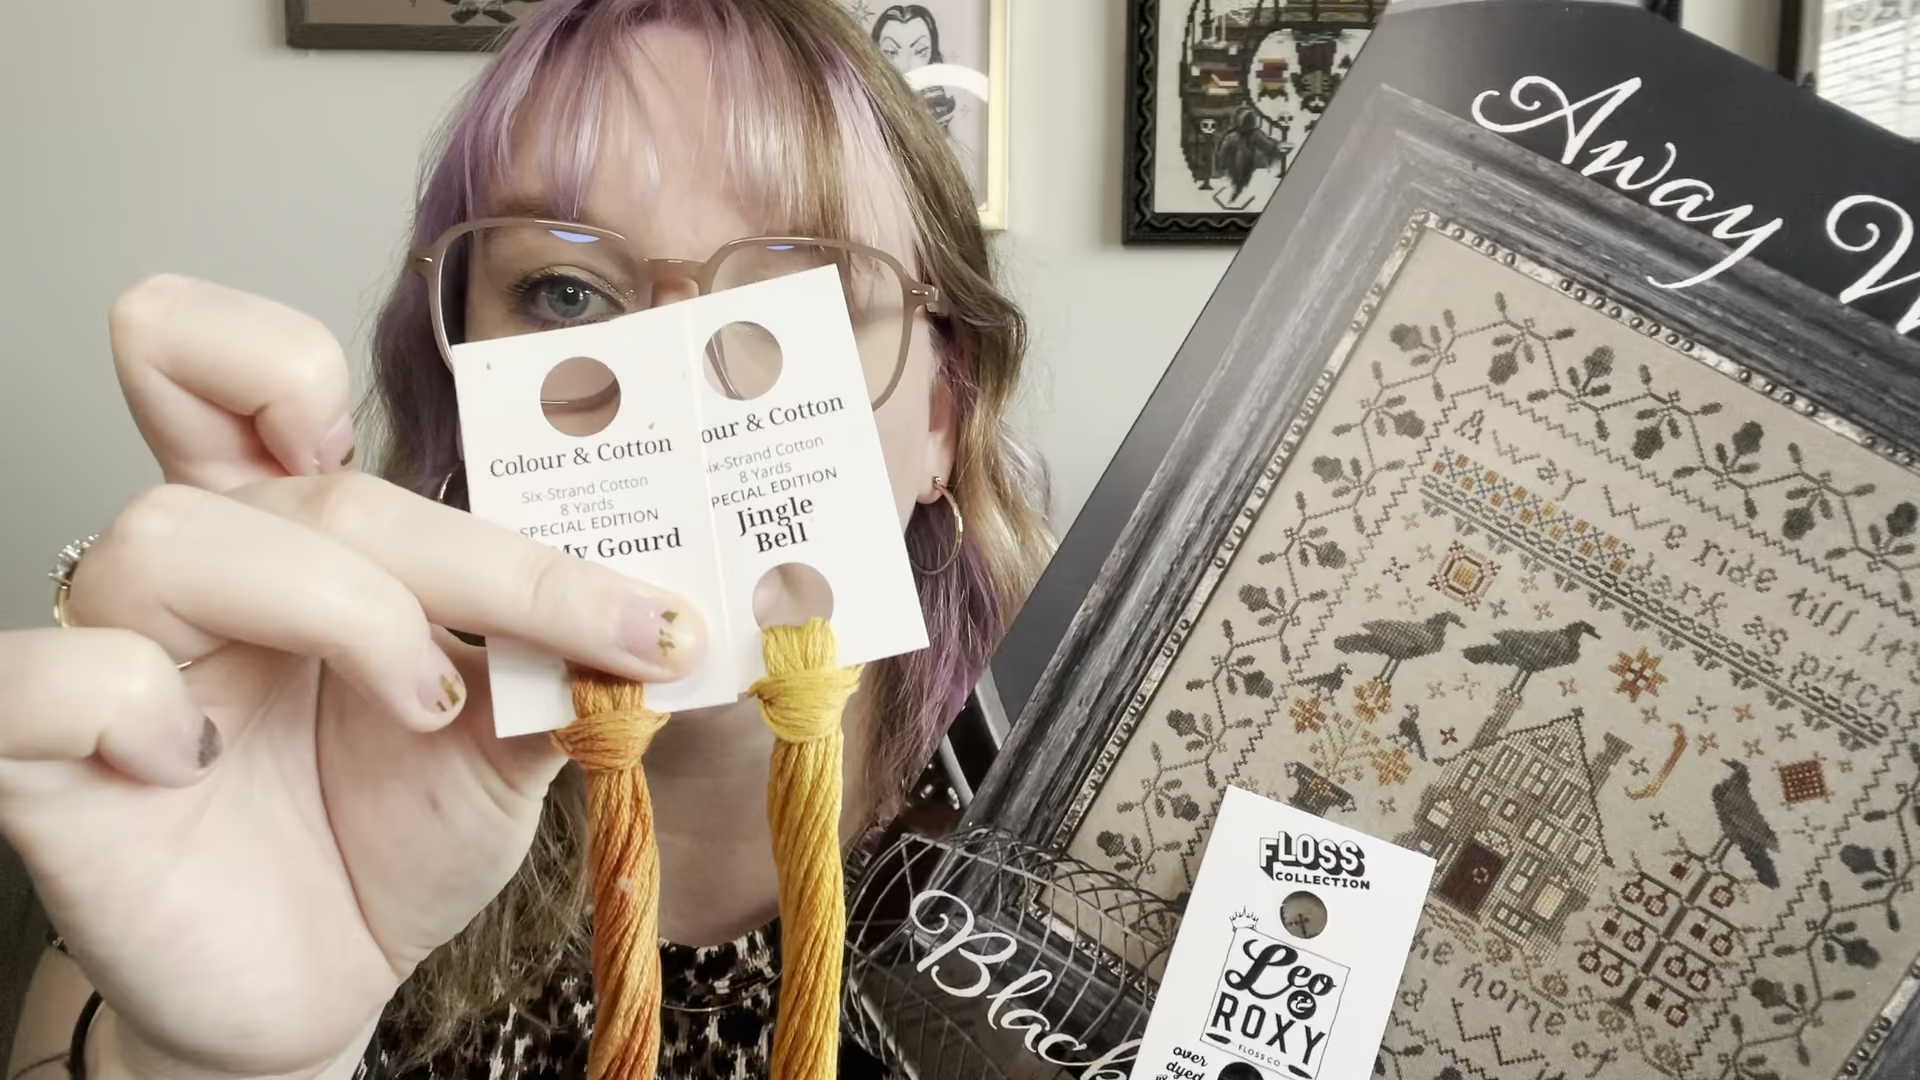 Colour & Cotton
Six-Strand Cotton
8 Yards
SPECIAL EDITION
My Gourd
our & Cotton
Six-Strand Cotton
8 Yards
SPECIAL EDITION
Jingle
Bell
Away W
Away we ride till
dark as pitch
the home
FLOSS
COLLECTION
Leo
&
ROXY
FLOSS CO
over
dyed
Black